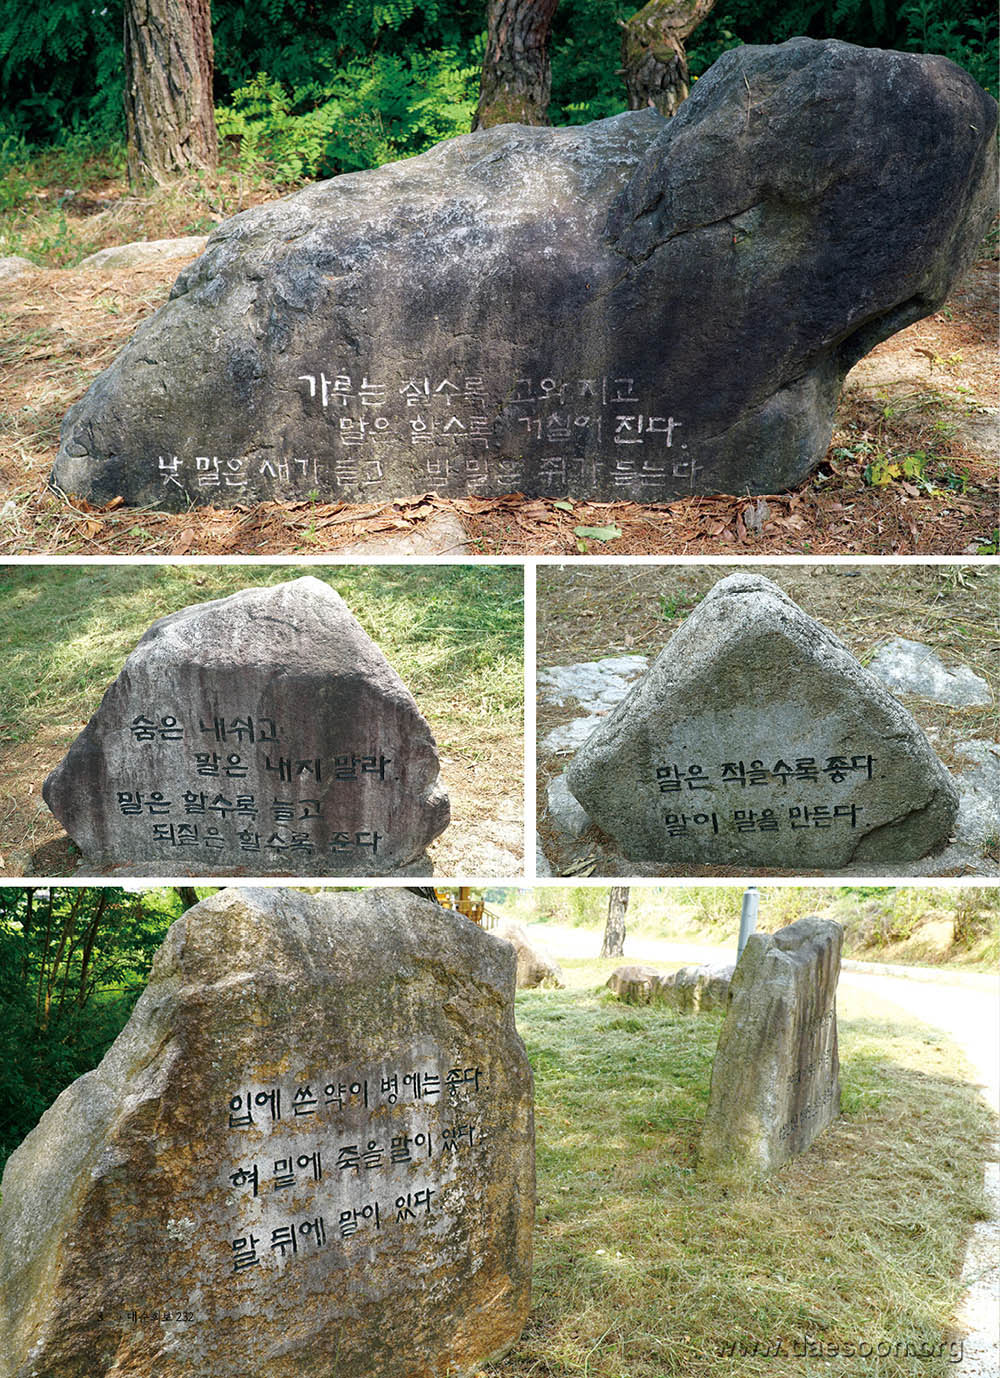 가루는 칠수록 고와 지고
말은 할수록 거칠어 진다.
낮 말은 새가 듣고 밤 말은 쥐가 듣는다
숨은 내쉬고
말은 내지 말라.
말은 할수록 늘고
되질은 할수록 준다
말은 적을수록 좋다.
말이 말을 만든다.
입에 쓴 약이 병에는 좋다.
혀 밑에 죽을 말이 있다.
말 뒤에 말이 있다.
대순회보 232
www.daesoon.org